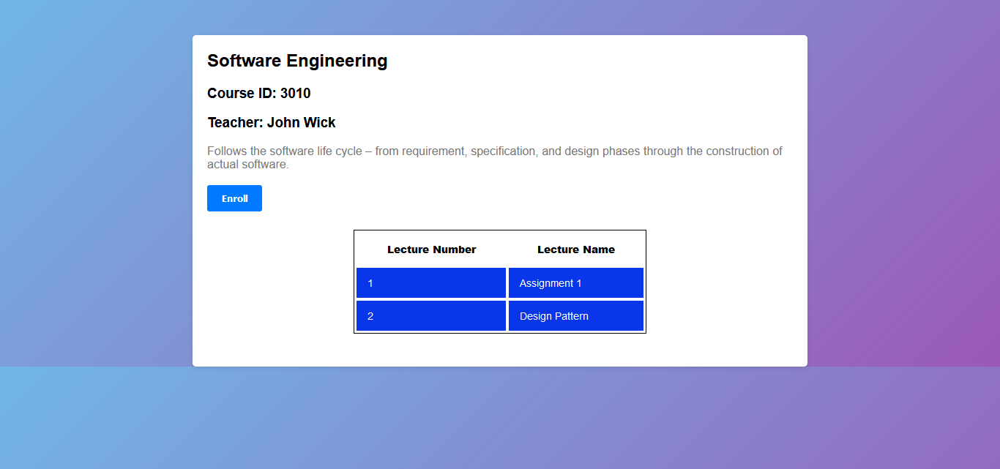 Software Engineering
Course ID: 3010
Teacher: John Wick
Follows the software life cycle – from requirement, specification, and design phases through the construction of
actual software.
Enroll
Lecture Number Lecture Name
1 Assignment 1
2 Design Pattern